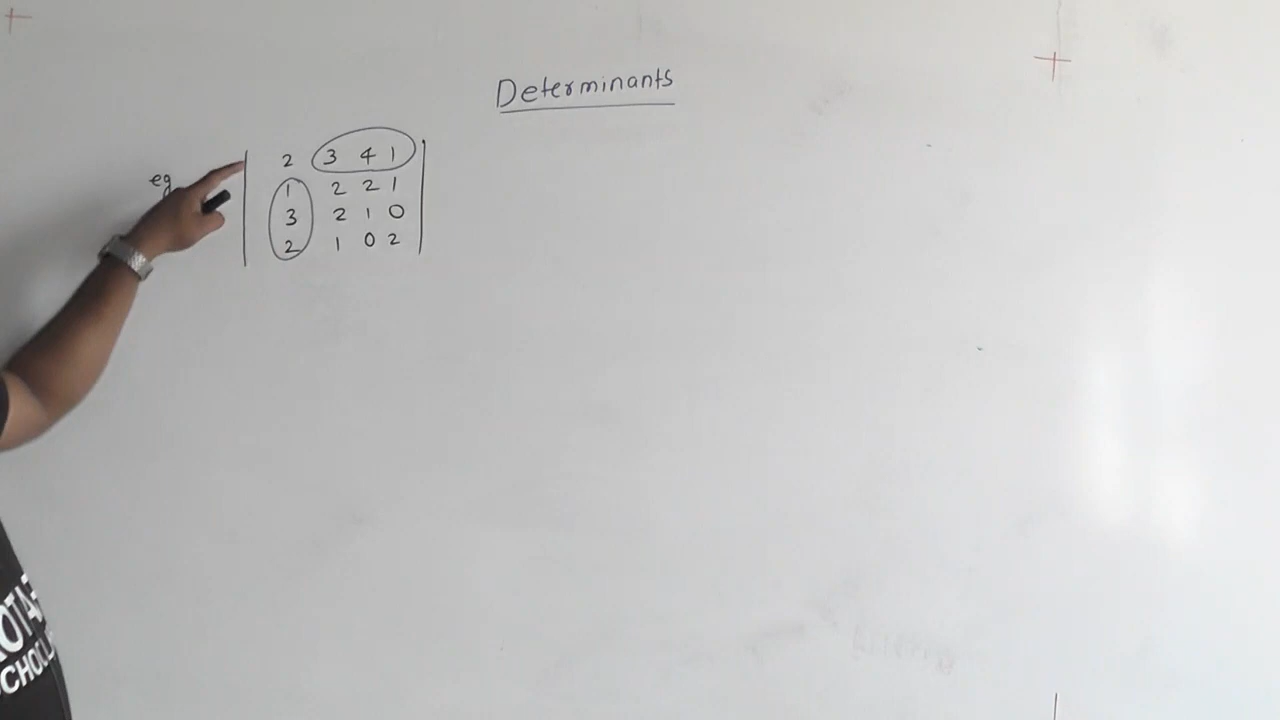 Determinants
eg
2 3 4 1
1 2 2 1
3 2 1 0
2 1 0 2